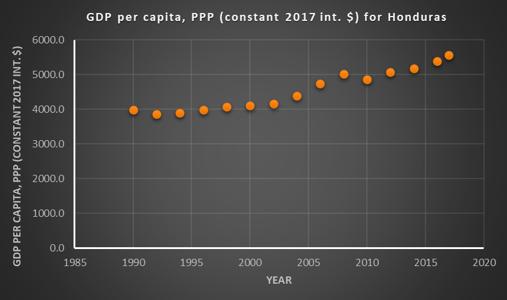 GDP per capita, PPP (constant 2017 int. $) for Honduras
GDP PER CAPITA, PPP (CONSTANT 2017 INT. $)
6000.0
5000.0
4000.0
3000.0
2000.0
1000.0
0.0
1985 1990 1995 2000 2005 2010 2015 2020
YEAR